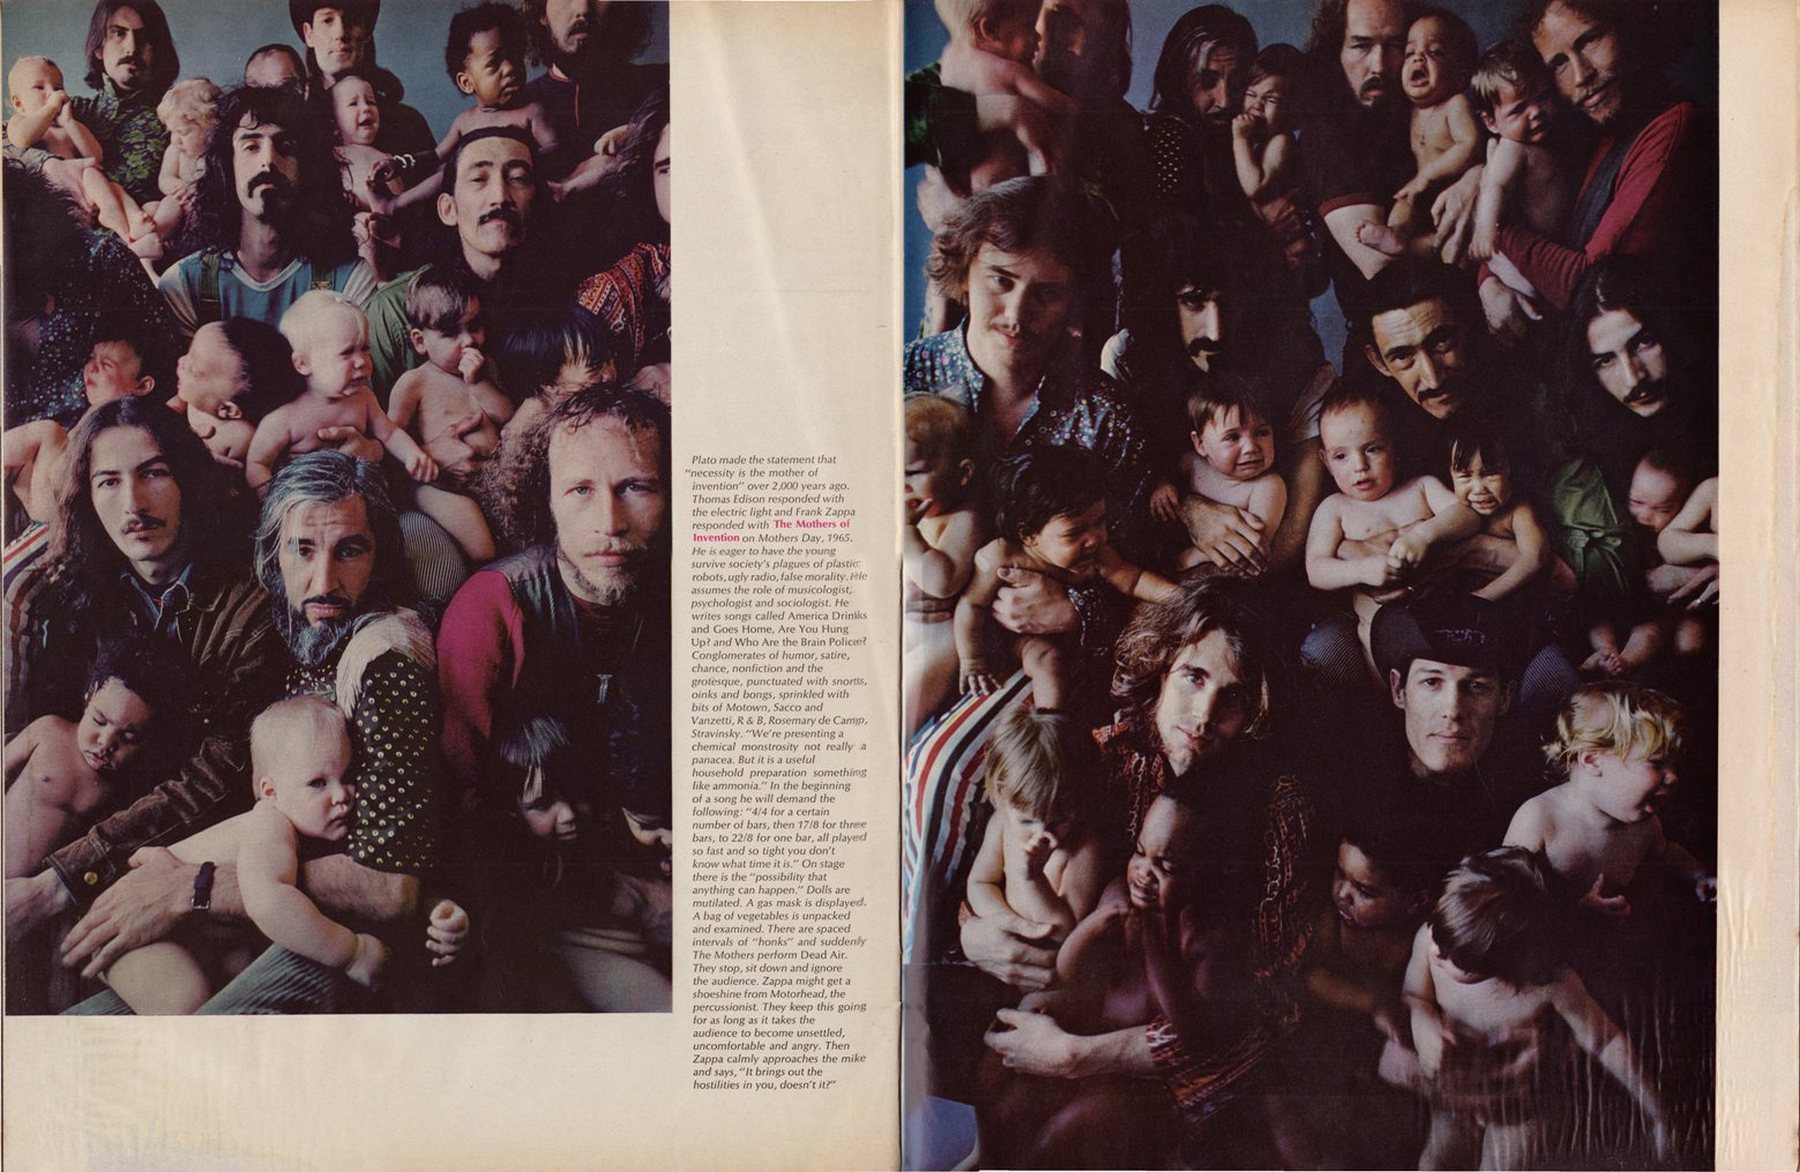 Plato made the statement that
"necessity is the mother of
invention" over 2,000 years ago.
Thomas Edison responded with
the electric light and Frank Zappa
responded with The Mothers of
Invention on Mothers Day, 1965.
He is eager to have the young
survive society's plagues of plastic
robots, ugly radio, false morality. He
assumes the role of musicologist,
psychologist and sociologist. He
writes songs called America Drinks
and Goes Home, Are You Hung
Up? and Who Are the Brain Police?
Conglomerates of humor, satire,
chance, nonfiction and the
grotesque, punctuated with snorts,
oinks and bongs, sprinkled with
bits of Motown, Sacco and
Vanzetti, R & B, Rosemary de Camp,
Stravinsky. "We're presenting a
chemical monstrosity not really a
panacea. But it is a useful
household preparation something
like ammonia." In the beginning
of a song he will demand the
following: "4/4 for a certain
number of bars, then 17/8 for three
bars, to 22/8 for one bar, all played
so fast and so tight you don't
know what time it is." On stage
there is the "possibility that
anything can happen." Dolls are
mutilated. A gas mask is displayed.
A bag of vegetables is unpacked
and examined. There are spaced
intervals of "honks" and suddenly
The Mothers perform Dead Air.
They stop, sit down and ignore
the audience. Zappa might get a
shoeshine from Motorhead, the
percussionist. They keep this going
for as long as it takes the
audience to become unsettled,
uncomfortable and angry. Then
Zappa calmly approaches the mike
and says, "It brings out the
hostilities in you, doesn't it?"